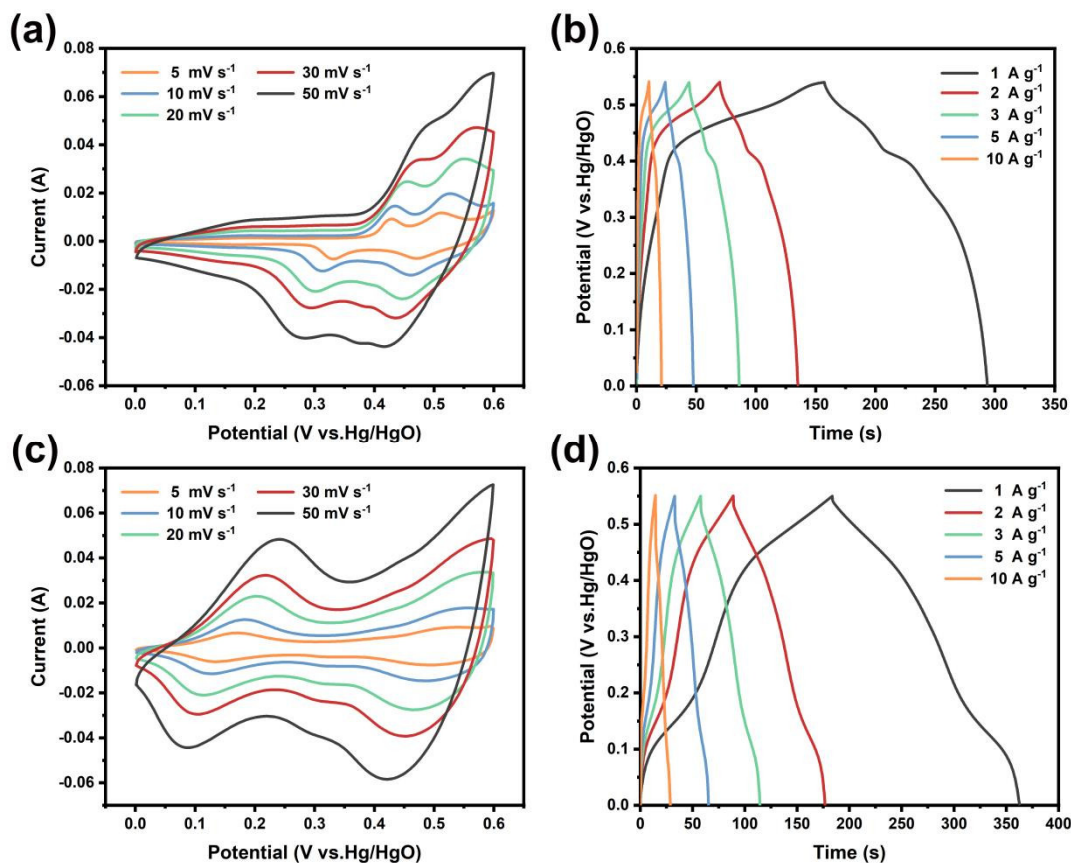 (a)
0.08
0.06
0.04
0.02
0.00
-0.02
-0.04
-0.06
Current (A)
5 mV s⁻¹
10 mV s⁻¹
20 mV s⁻¹
30 mV s⁻¹
50 mV s⁻¹
0.0 0.1 0.2 0.3 0.4 0.5 0.6
Potential (V vs.Hg/HgO)
(b)
0.6
0.5
0.4
0.3
0.2
0.1
0.0
Potential (V vs.Hg/HgO)
1 A g⁻¹
2 A g⁻¹
3 A g⁻¹
5 A g⁻¹
10 A g⁻¹
0 50 100 150 200 250 300 350
Time (s)
(c)
0.08
0.06
0.04
0.02
0.00
-0.02
-0.04
-0.06
Current (A)
5 mV s⁻¹
10 mV s⁻¹
20 mV s⁻¹
30 mV s⁻¹
50 mV s⁻¹
0.0 0.1 0.2 0.3 0.4 0.5 0.6
Potential (V vs.Hg/HgO)
(d)
0.6
0.5
0.4
0.3
0.2
0.1
0.0
Potential (V vs.Hg/HgO)
1 A g⁻¹
2 A g⁻¹
3 A g⁻¹
5 A g⁻¹
10 A g⁻¹
0 50 100 150 200 250 300 350 400
Time (s)